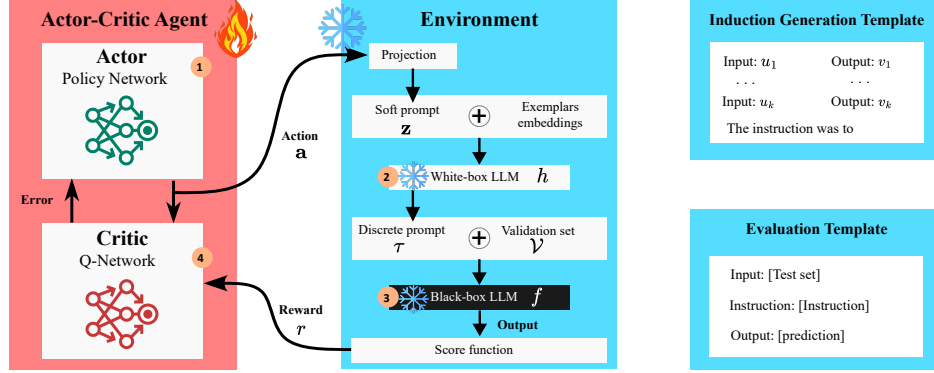 Actor-Critic Agent
Actor
1
Policy Network
Error
Critic
4
Q-Network
Action
a
Reward
r
Environment
Projection
Soft prompt
z
Exemplars
embeddings
2
White-box LLM h
Discrete prompt
τ
Validation set
𝒱
3
Black-box LLM f
Output
Score function
Induction Generation Template
Input: u₁ Output: v₁
. . . . . .
Input: uₖ Output: vₖ
The instruction was to
Evaluation Template
Input: [Test set]
Instruction: [Instruction]
Output: [prediction]